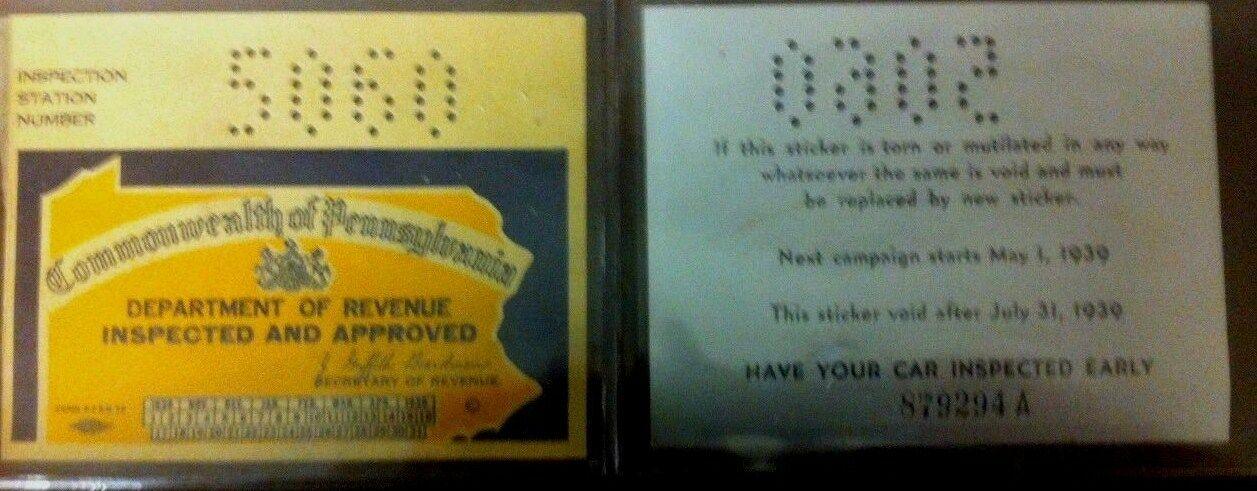 INSPECTION
STATION
NUMBER
5060
Commonwealth of Pennsylvania
DEPARTMENT OF REVENUE
INSPECTED AND APPROVED
SECRETARY OF REVENUE
5060
If this sticker is torn or mutilated in any way
whatsoever the same is void and must
be replaced by new sticker.
Next campaign starts May 1, 1939
This sticker void after July 31, 1939
HAVE YOUR CAR INSPECTED EARLY
879294 A